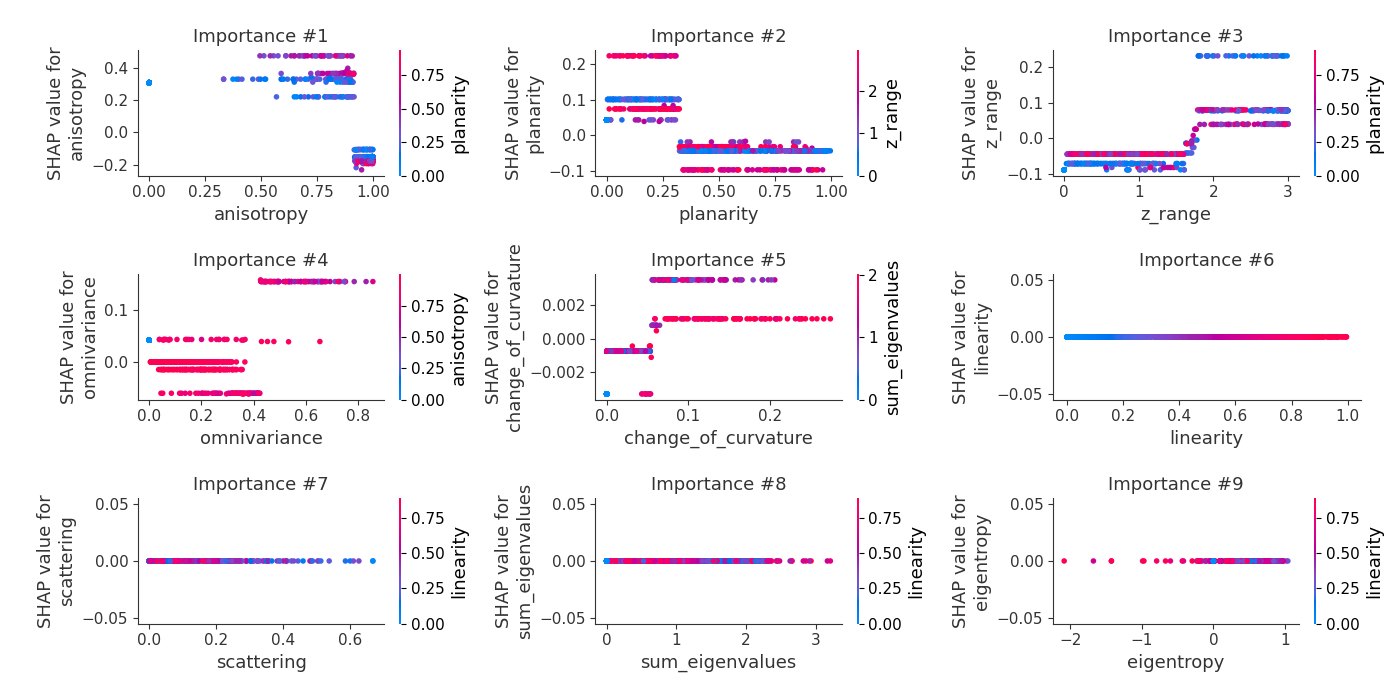 Importance #1
SHAP value for
anisotropy
0.4
0.2
0.0
−0.2
0.00
0.25
0.50
0.75
1.00
anisotropy
0.75
0.50
0.25
0.00
planarity
Importance #2
SHAP value for
planarity
0.2
0.1
0.0
−0.1
0.00
0.25
0.50
0.75
1.00
planarity
2
1
0
z_range
Importance #3
SHAP value for
z_range
0.2
0.1
0.0
−0.1
0
1
2
3
z_range
0.75
0.50
0.25
0.00
planarity
Importance #4
SHAP value for
omnivariance
0.1
0.0
0.0
0.2
0.4
0.6
0.8
omnivariance
0.75
0.50
0.25
0.00
anisotropy
Importance #5
SHAP value for
change_of_curvature
0.002
0.000
−0.002
0.0
0.1
0.2
change_of_curvature
2
1
0
sum_eigenvalues
Importance #6
SHAP value for
linearity
0.05
0.00
−0.05
0.0
0.2
0.4
0.6
0.8
1.0
linearity
Importance #7
SHAP value for
scattering
0.05
0.00
−0.05
0.0
0.2
0.4
0.6
scattering
0.75
0.50
0.25
0.00
linearity
Importance #8
SHAP value for
sum_eigenvalues
0.05
0.00
−0.05
0
1
2
3
sum_eigenvalues
0.75
0.50
0.25
0.00
linearity
Importance #9
SHAP value for
eigentropy
0.05
0.00
−0.05
−2
−1
0
1
eigentropy
0.75
0.50
0.25
0.00
linearity